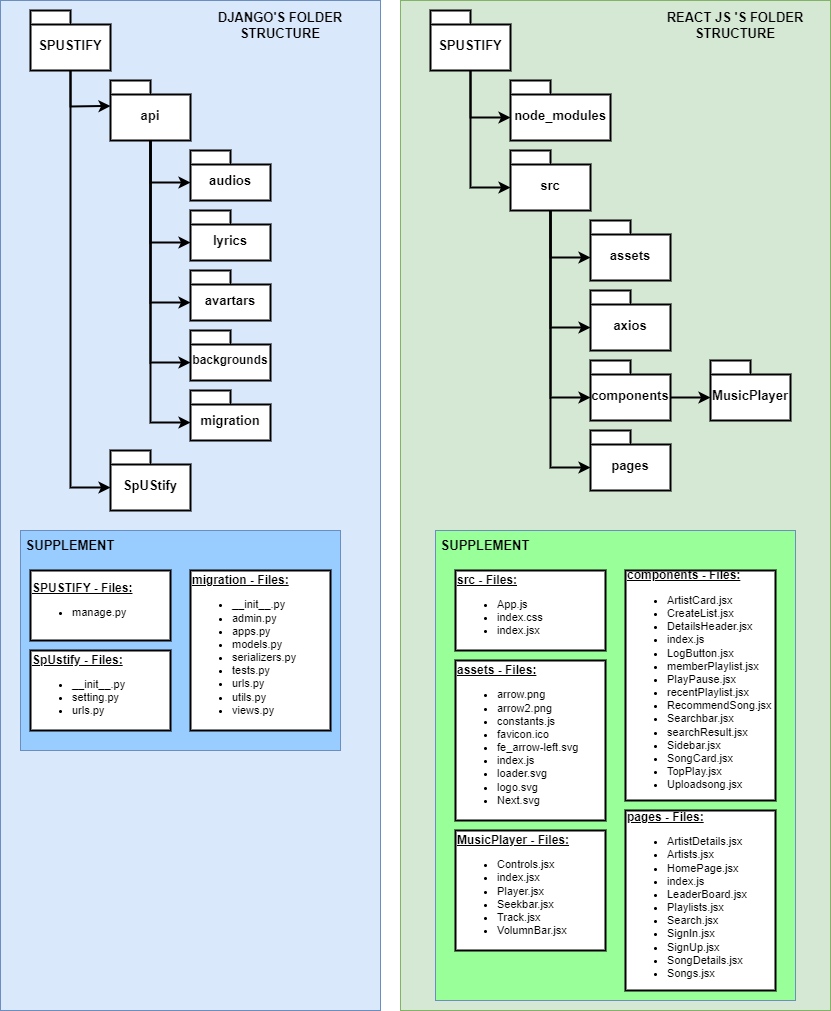 DJANGO'S FOLDER
STRUCTURE
SPUSTIFY
api
audios
lyrics
avartars
backgrounds
migration
SpUStify
SUPPLEMENT
SPUSTIFY - Files:
manage.py
SpUstify - Files:
__init__.py
setting.py
urls.py
migration - Files:
__init__.py
admin.py
apps.py
models.py
serializers.py
tests.py
urls.py
utils.py
views.py
REACT JS 'S FOLDER
STRUCTURE
SPUSTIFY
node_modules
src
assets
axios
components
MusicPlayer
pages
SUPPLEMENT
src - Files:
App.js
index.css
index.jsx
assets - Files:
arrow.png
arrow2.png
constants.js
favicon.ico
fe_arrow-left.svg
index.js
loader.svg
logo.svg
Next.svg
MusicPlayer - Files:
Controls.jsx
index.jsx
Player.jsx
Seekbar.jsx
Track.jsx
VolumnBar.jsx
components - Files:
ArtistCard.jsx
CreateList.jsx
DetailsHeader.jsx
index.js
LogButton.jsx
memberPlaylist.jsx
PlayPause.jsx
recentPlaylist.jsx
RecommendSong.jsx
Searchbar.jsx
searchResult.jsx
Sidebar.jsx
SongCard.jsx
TopPlay.jsx
Uploadsong.jsx
pages - Files:
ArtistDetails.jsx
Artists.jsx
HomePage.jsx
index.js
LeaderBoard.jsx
Playlists.jsx
Search.jsx
SignIn.jsx
SignUp.jsx
SongDetails.jsx
Songs.jsx